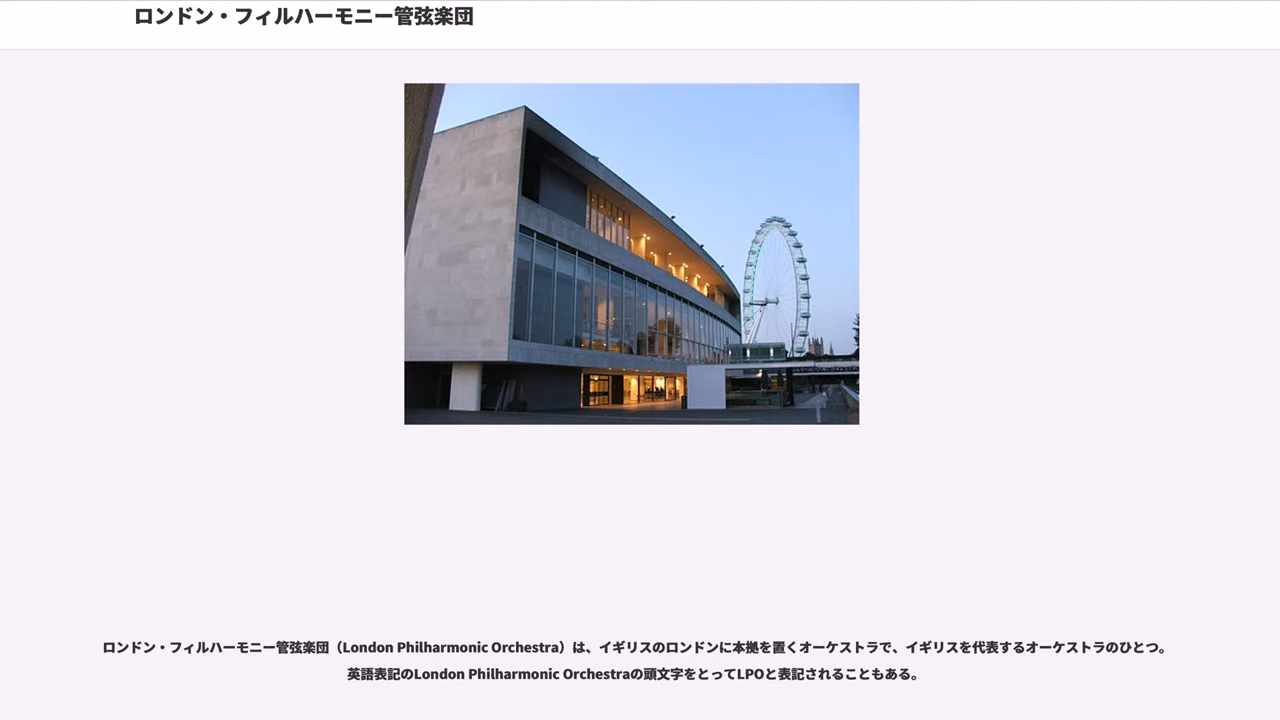 ロンドン・フィルハーモニー管弦楽団
ロンドン・フィルハーモニー管弦楽団（London Philharmonic Orchestra）は、イギリスのロンドンに本拠を置くオーケストラで、イギリスを代表するオーケストラのひとつ。
英語表記のLondon Philharmonic Orchestraの頭文字をとってLPOと表記されることもある。